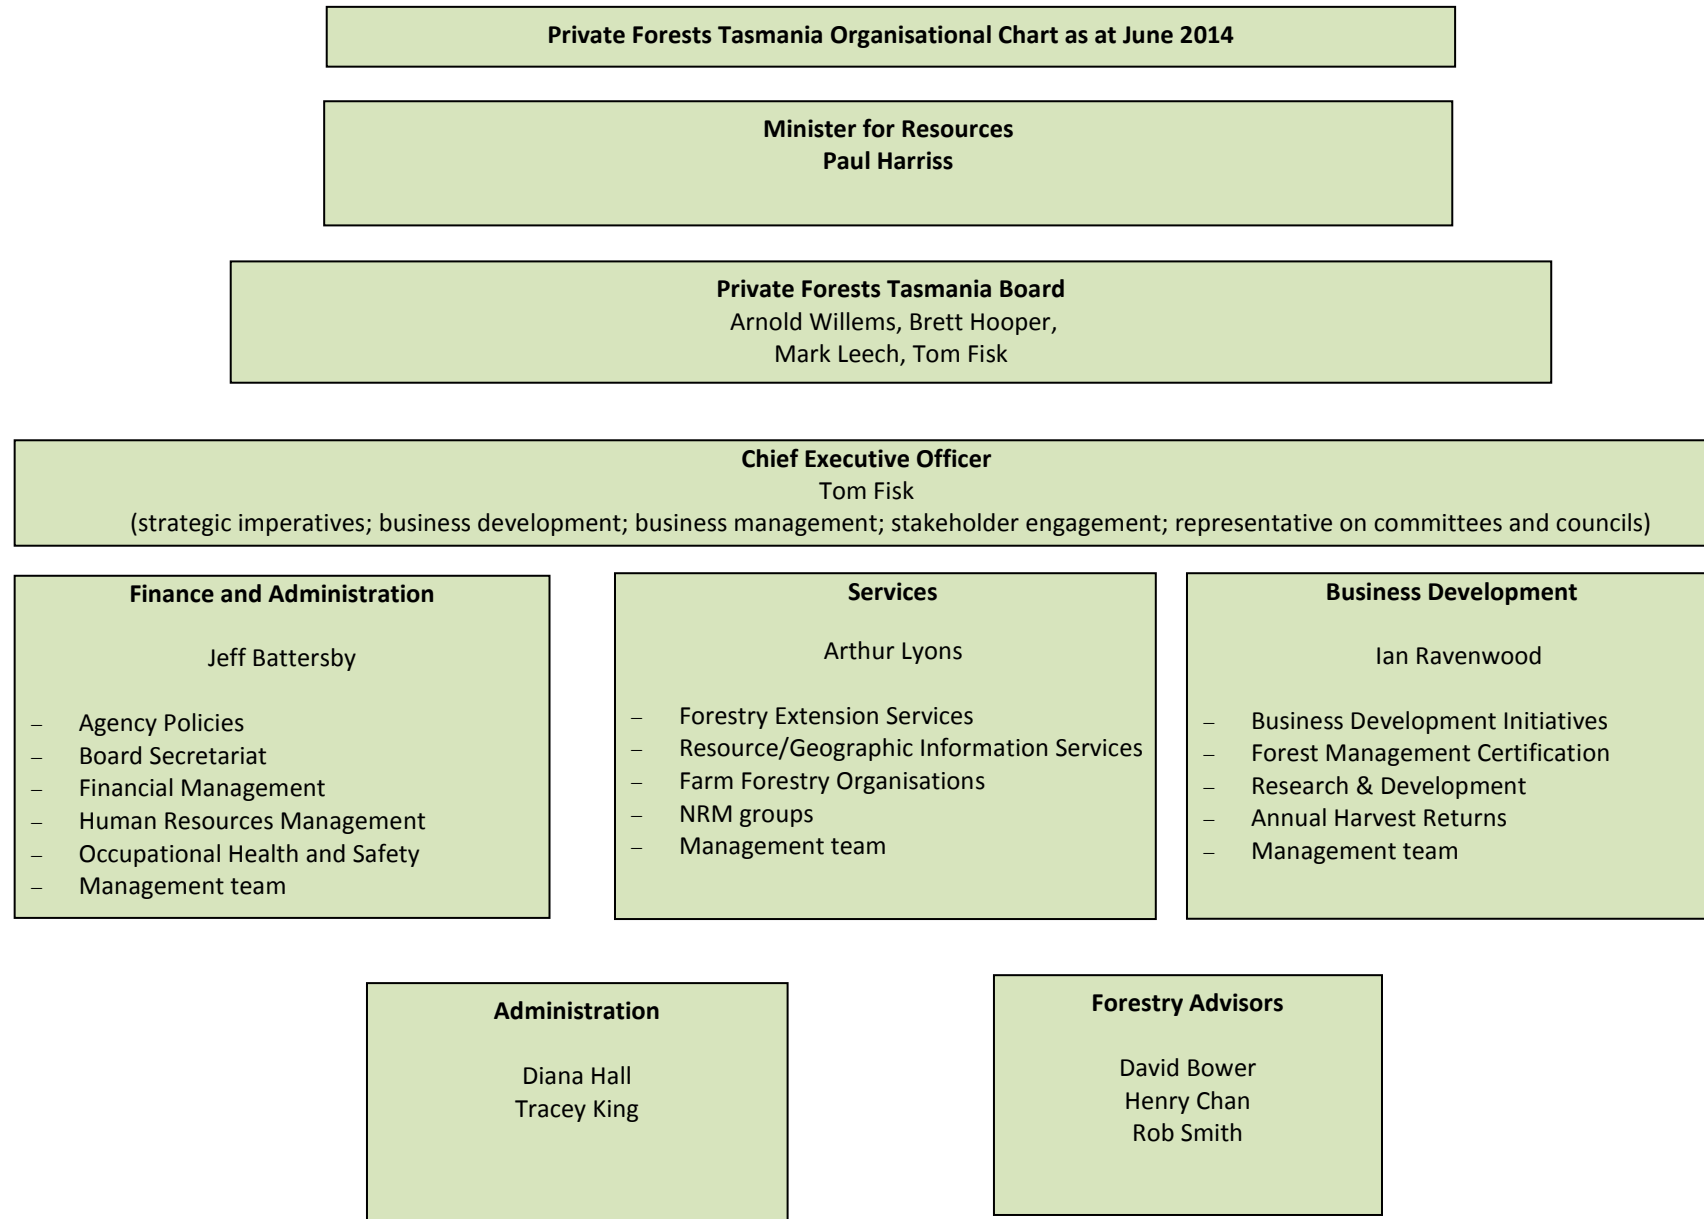 Private Forests Tasmania Organisational Chart as at June 2014
Minister for Resources
Paul Harriss
Private Forests Tasmania Board
Arnold Willems, Brett Hooper,
Mark Leech, Tom Fisk
Chief Executive Officer
Tom Fisk
(strategic imperatives; business development; business management; stakeholder engagement; representative on committees and councils)
Finance and Administration
Jeff Battersby
– Agency Policies
– Board Secretariat
– Financial Management
– Human Resources Management
– Occupational Health and Safety
– Management team
Services
Arthur Lyons
– Forestry Extension Services
– Resource/Geographic Information Services
– Farm Forestry Organisations
– NRM groups
– Management team
Business Development
Ian Ravenwood
– Business Development Initiatives
– Forest Management Certification
– Research & Development
– Annual Harvest Returns
– Management team
Administration
Diana Hall
Tracey King
Forestry Advisors
David Bower
Henry Chan
Rob Smith